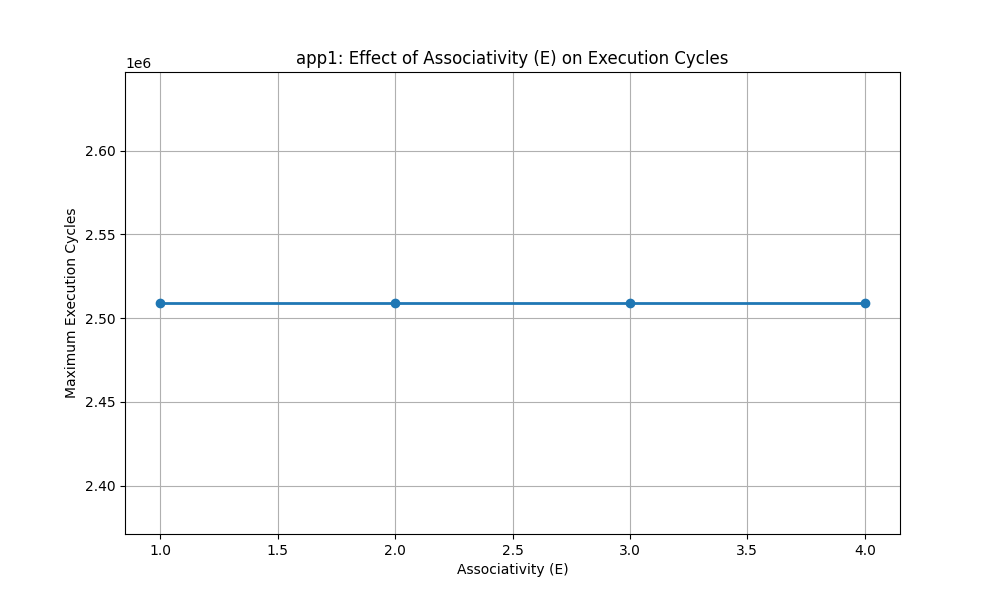 app1: Effect of Associativity (E) on Execution Cycles
1e6
2.60
2.55
2.50
2.45
2.40
Maximum Execution Cycles
1.0 1.5 2.0 2.5 3.0 3.5 4.0
Associativity (E)